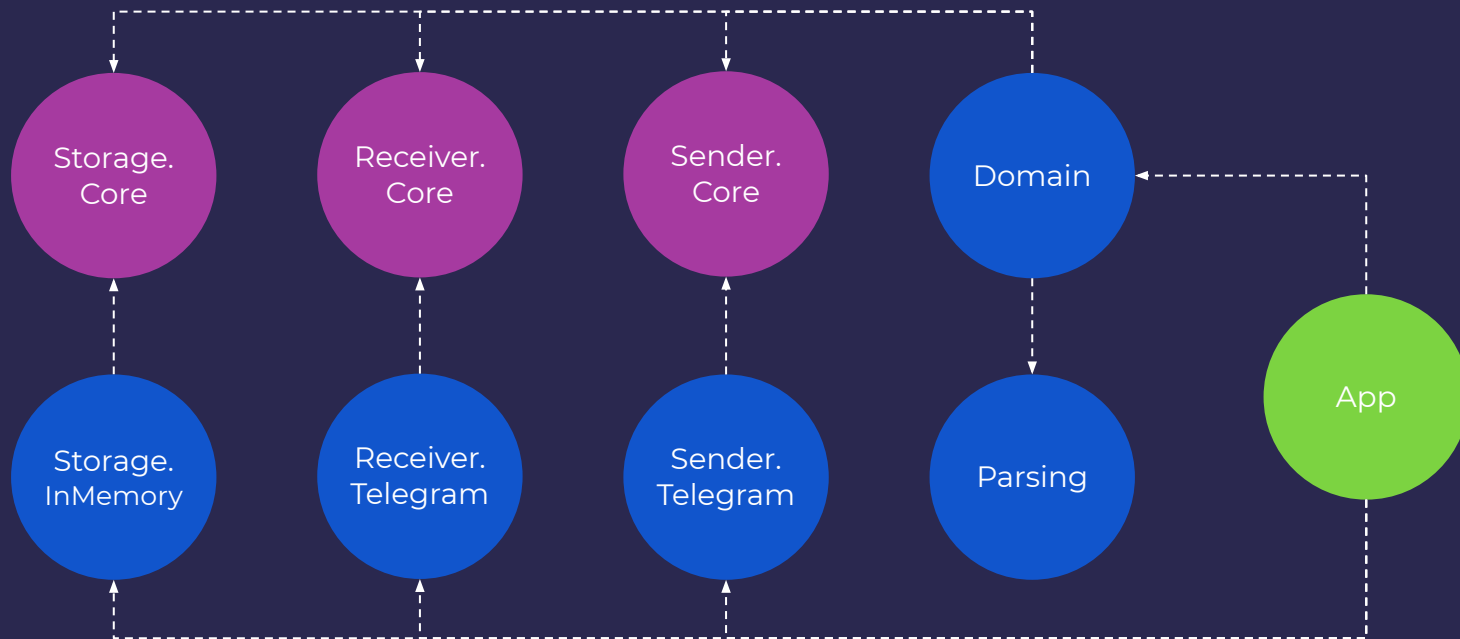 Storage.
Core
Receiver.
Core
Sender.
Core
Domain
App
Storage.
InMemory
Receiver.
Telegram
Sender.
Telegram
Parsing